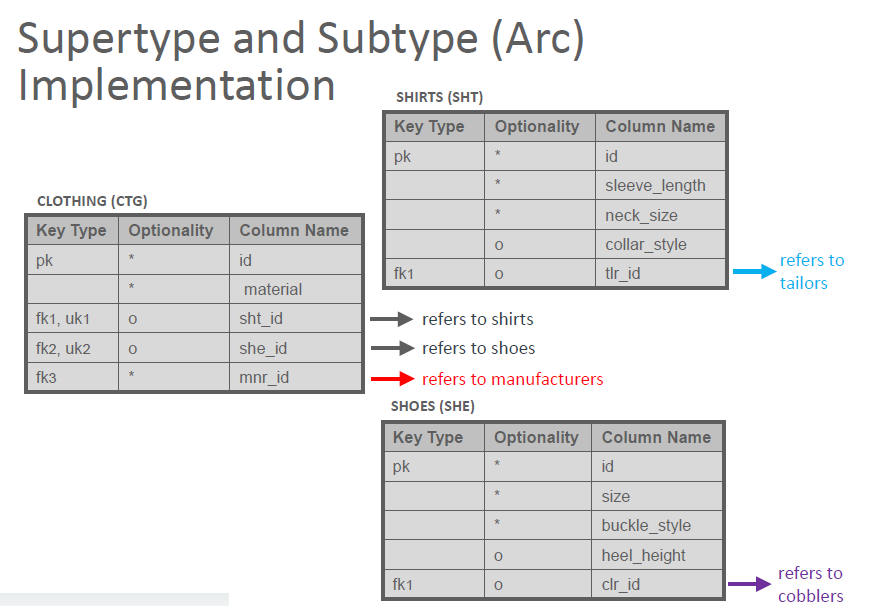 Supertype and Subtype (Arc)
Implementation
SHIRTS (SHT)
Key Type Optionality Column Name
pk * id
* sleeve_length
* neck_size
o collar_style
fk1 o tlr_id
refers to
tailors
CLOTHING (CTG)
Key Type Optionality Column Name
pk * id
* material
fk1, uk1 o sht_id
refers to shirts
fk2, uk2 o she_id
refers to shoes
fk3 * mnr_id
refers to manufacturers
SHOES (SHE)
Key Type Optionality Column Name
pk * id
* size
* buckle_style
o heel_height
fk1 o clr_id
refers to
cobblers